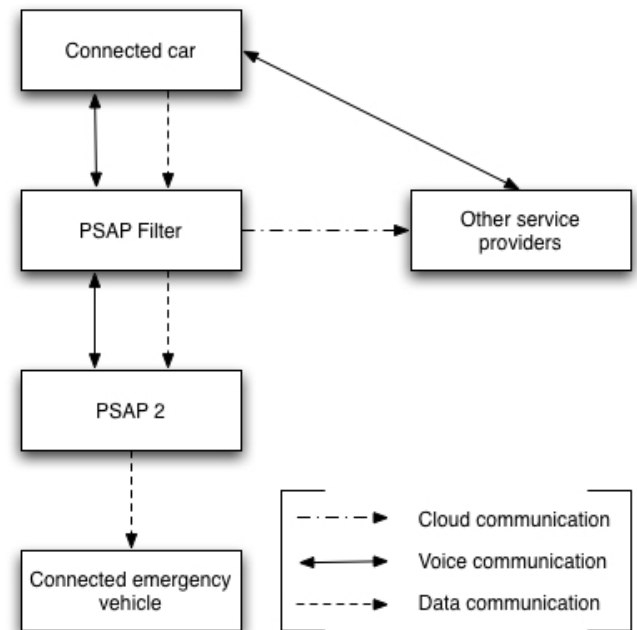 Connected car
PSAP Filter
Other service
providers
PSAP 2
Connected emergency
vehicle
Cloud communication
Voice communication
Data communication